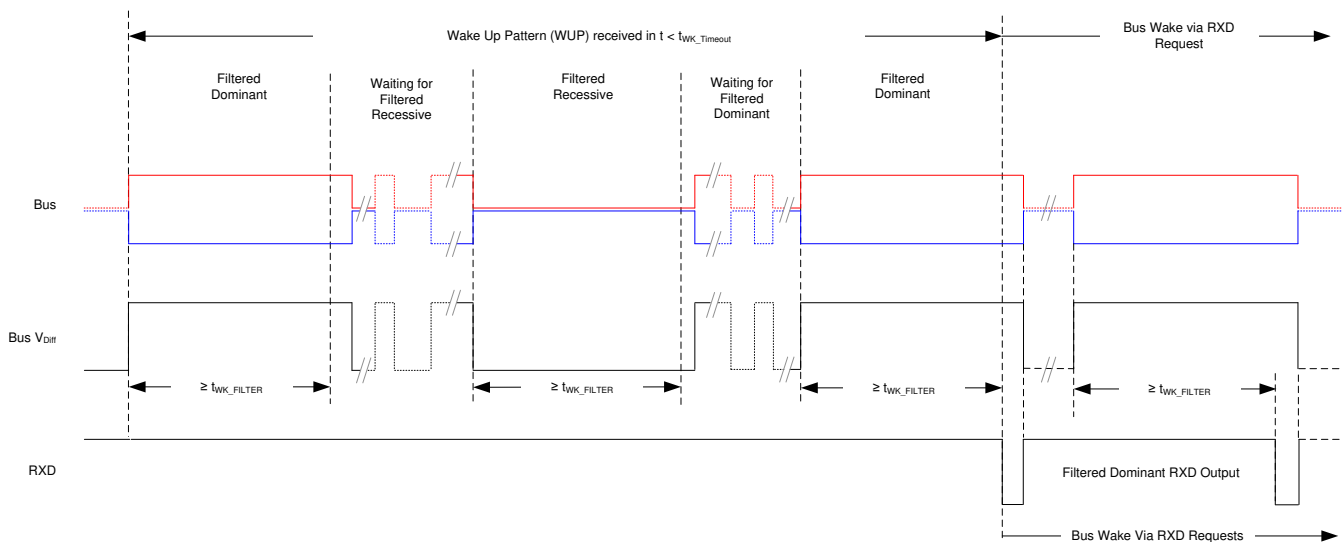 Wake Up Pattern (WUP) received in t < tWK_Timeout
Bus Wake via RXD
Request
Filtered
Dominant
Waiting for
Filtered
Recessive
Filtered
Recessive
Waiting for
Filtered
Dominant
Filtered
Dominant
Bus
Bus VDiff
≥ tWK_FILTER
≥ tWK_FILTER
≥ tWK_FILTER
≥ tWK_FILTER
RXD
Filtered Dominant RXD Output
Bus Wake Via RXD Requests